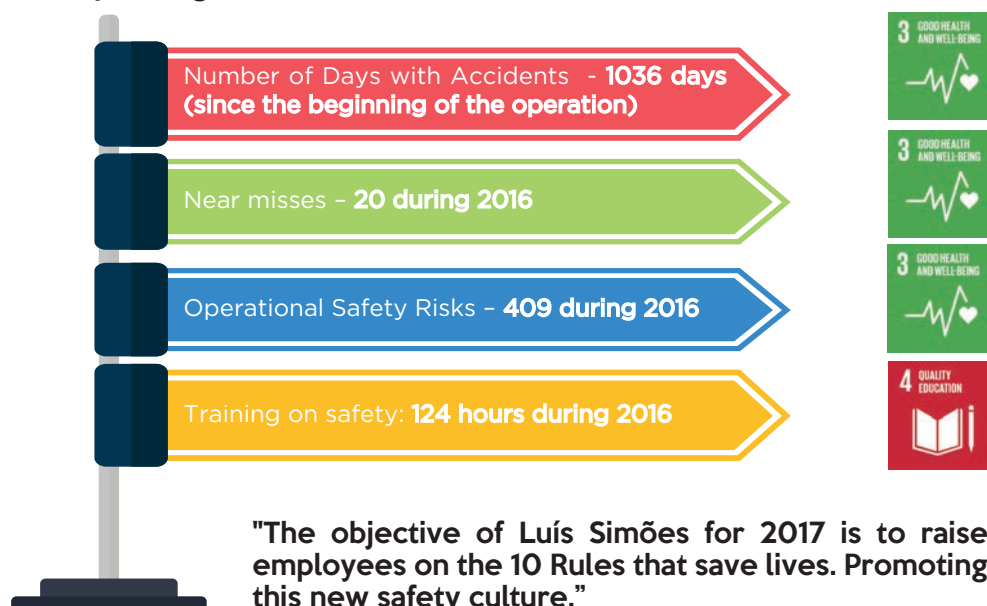 Number of Days with Accidents - 1036 days
(since the beginning of the operation)
3 GOOD HEALTH
AND WELL-BEING
Near misses – 20 during 2016
3 GOOD HEALTH
AND WELL-BEING
Operational Safety Risks – 409 during 2016
3 GOOD HEALTH
AND WELL-BEING
Training on safety: 124 hours during 2016
4 QUALITY
EDUCATION
"The objective of Luís Simões for 2017 is to raise
employees on the 10 Rules that save lives. Promoting
this new safety culture.”